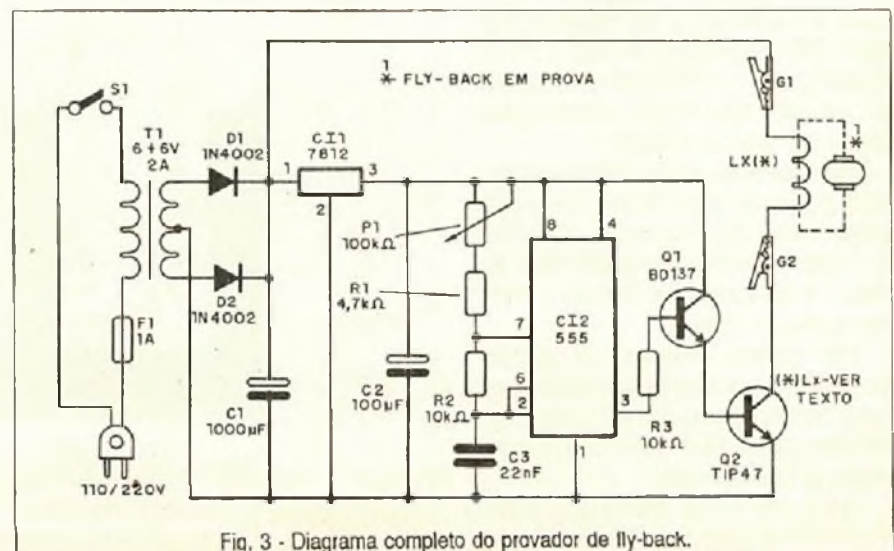 1
* FLY-BACK EM PROVA
G1
S1
T1
6+6V
2A
D1
1N4002
CI1
7812
1
3
2
LX(*)
1
*
8
4
P1
100kΩ
Q1
BD137
G2
R1
4,7kΩ
D2
1N4002
7
CI2
555
F1
1A
6
2
3
(*)Lx-VER
TEXTO
C1
1000µF
C2
100µF
R2
10kΩ
R3
10kΩ
C3
22nF
1
Q2
TIP47
110/220V
Fig. 3 - Diagrama completo do provador de fly-back.